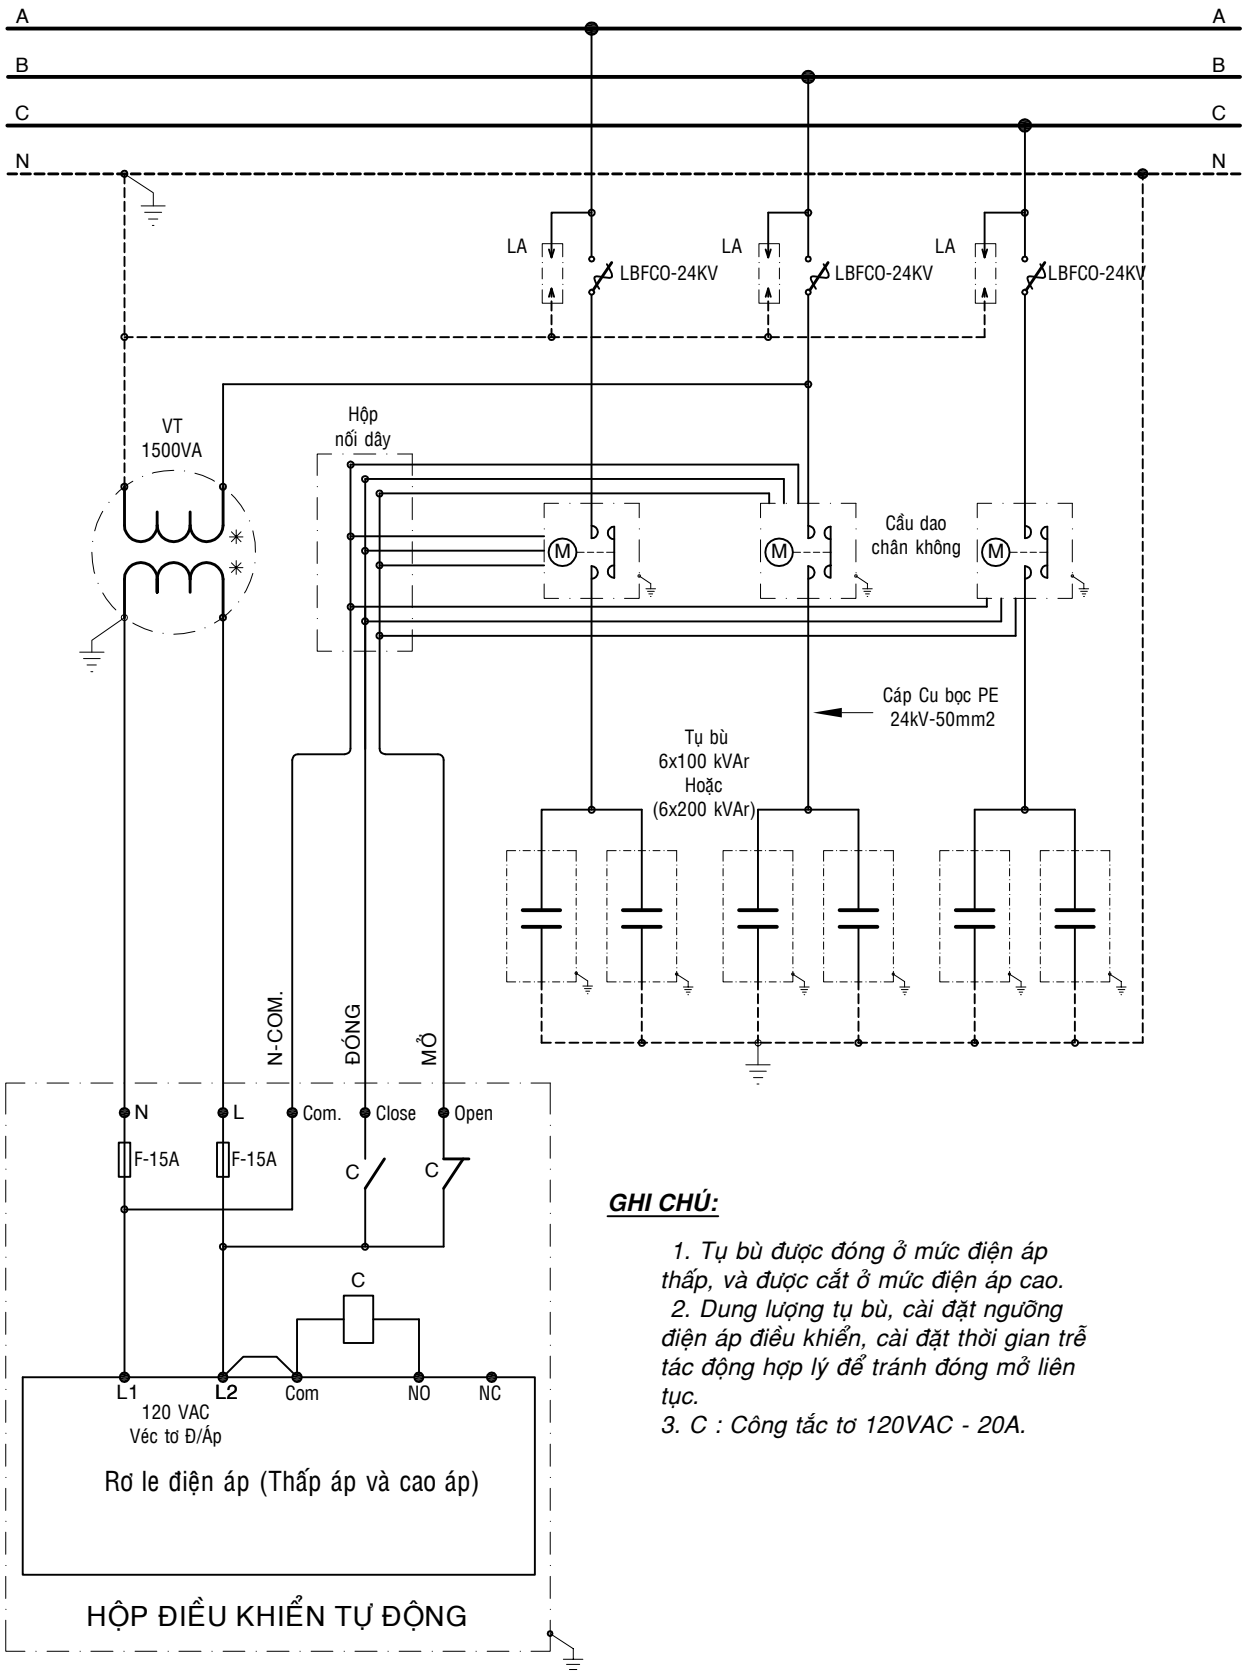 A A
B B
C C
N N
LA LBFCO-24KV LA LBFCO-24KV LA LBFCO-24KV
VT
1500VA
Hộp
nối dây
M M M
Cầu dao
chân không
Cáp Cu bọc PE
24kV-50mm2
Tụ bù
6x100 kVAr
Hoặc
(6x200 kVAr)
N-COM. ĐÓNG MỞ
N L Com. Close Open
F-15A F-15A C C
C
L1 L2 Com NO NC
120 VAC
Véc tơ Đ/Áp
Rơ le điện áp (Thấp áp và cao áp)
HỘP ĐIỀU KHIỂN TỰ ĐỘNG
GHI CHÚ:
1. Tụ bù được đóng ở mức điện áp
thấp, và được cắt ở mức điện áp cao.
2. Dung lượng tụ bù, cài đặt ngưỡng
điện áp điều khiển, cài đặt thời gian trễ
tác động hợp lý để tránh đóng mở liên
tục.
3. C : Công tắc tơ 120VAC - 20A.